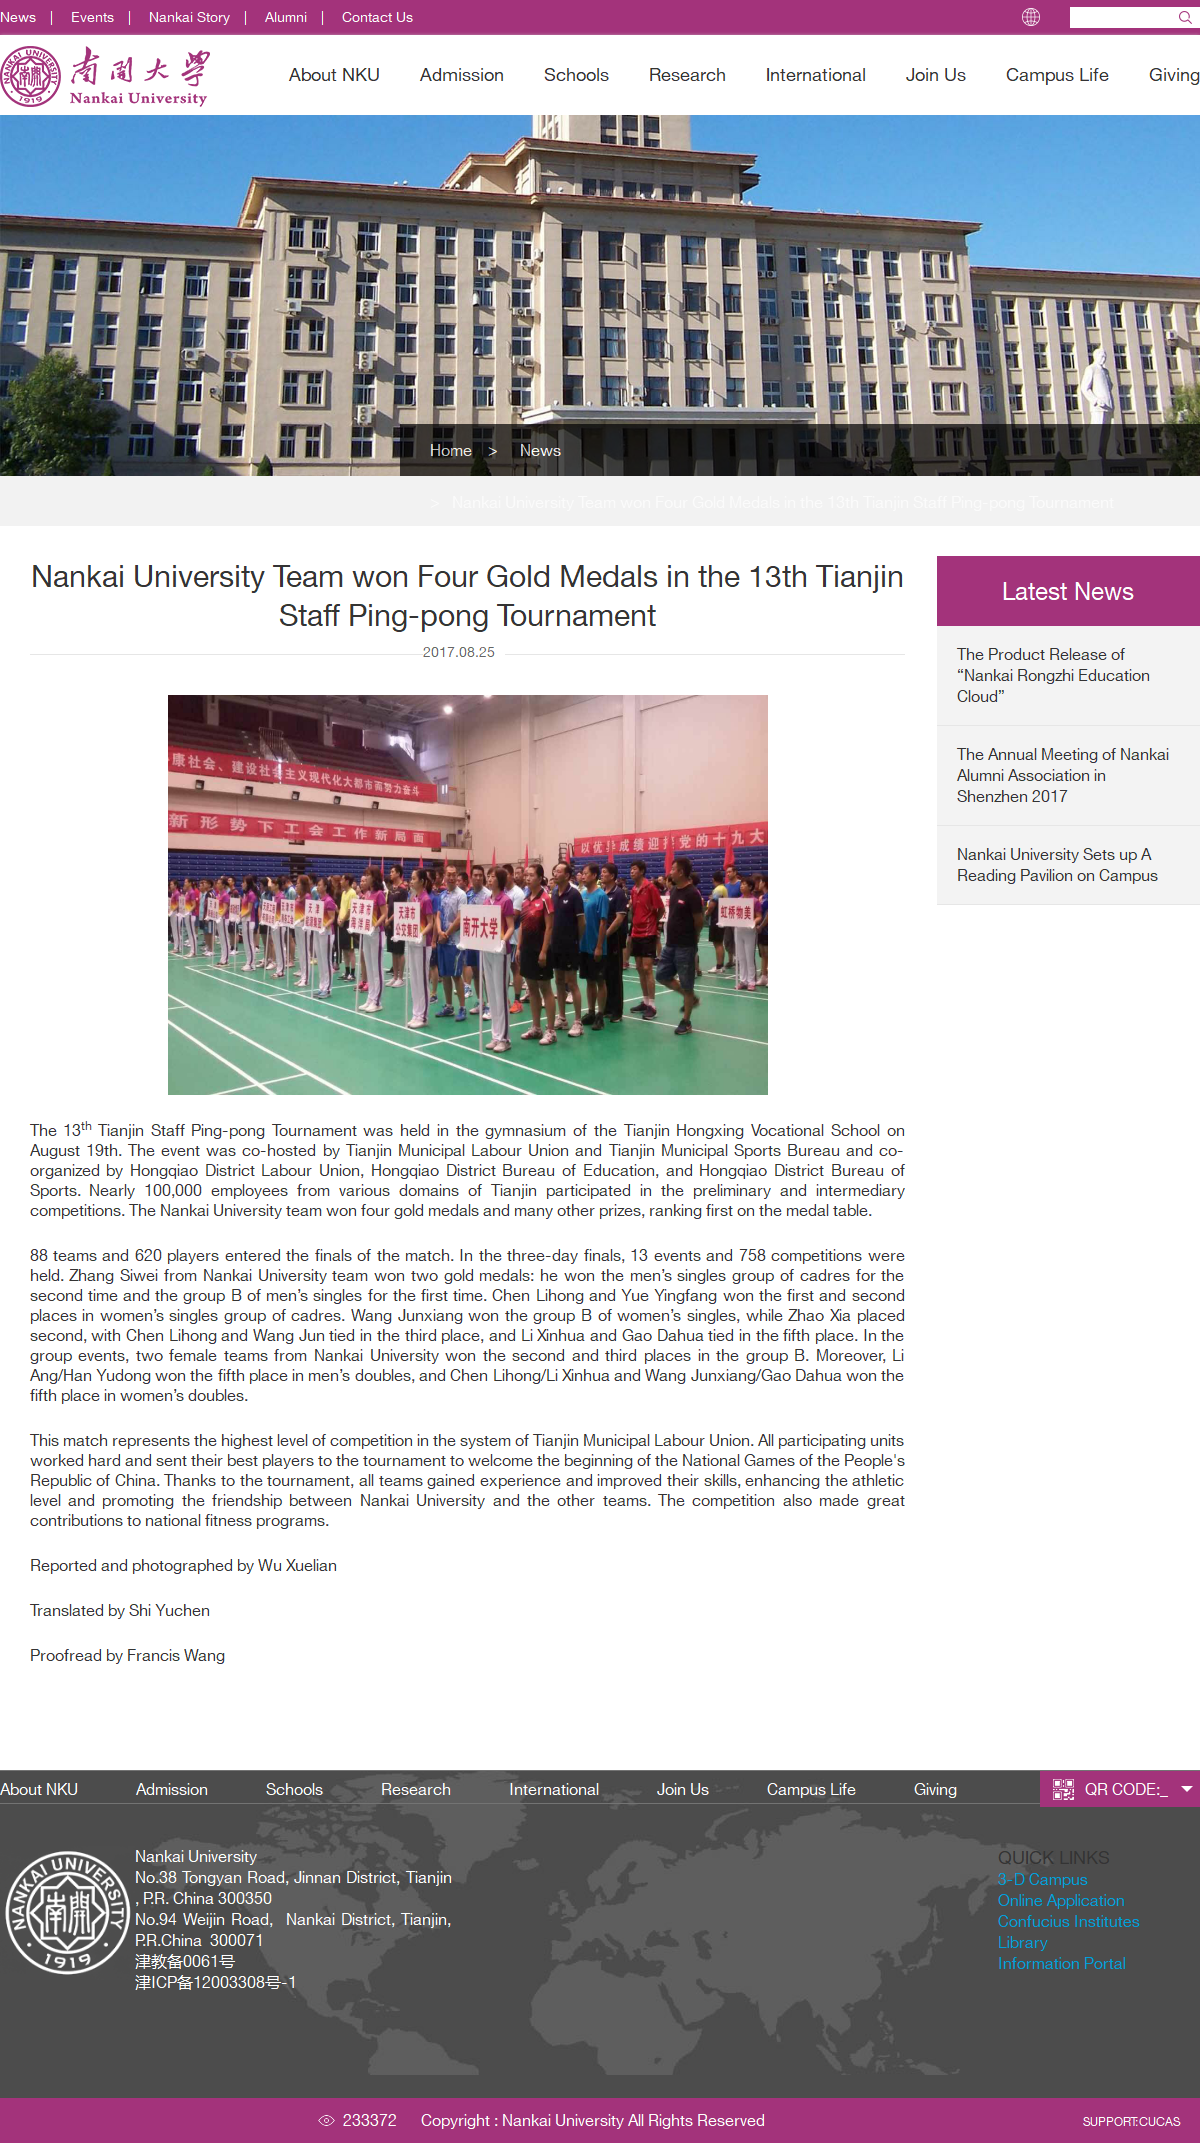 News | Events | Nankai Story | Alumni | Contact Us
南開大學
Nankai University
NANKAI UNIVERSITY
1919
About NKU Admission Schools Research International Join Us Campus Life Giving
Home > News
> Nankai University Team won Four Gold Medals in the 13th Tianjin Staff Ping-pong Tournament
Nankai University Team won Four Gold Medals in the 13th Tianjin
Staff Ping-pong Tournament
2017.08.25
康社会、建设社会主义现代化大都市而努力奋斗
新形势下工会工作新局面
以优异成绩迎接党的十九大
天津市
公交集团
南开大学
虹桥物美
The 13th Tianjin Staff Ping-pong Tournament was held in the gymnasium of the Tianjin Hongxing Vocational School on
August 19th. The event was co-hosted by Tianjin Municipal Labour Union and Tianjin Municipal Sports Bureau and co-
organized by Hongqiao District Labour Union, Hongqiao District Bureau of Education, and Hongqiao District Bureau of
Sports. Nearly 100,000 employees from various domains of Tianjin participated in the preliminary and intermediary
competitions. The Nankai University team won four gold medals and many other prizes, ranking first on the medal table.
88 teams and 620 players entered the finals of the match. In the three-day finals, 13 events and 758 competitions were
held. Zhang Siwei from Nankai University team won two gold medals: he won the men’s singles group of cadres for the
second time and the group B of men’s singles for the first time. Chen Lihong and Yue Yingfang won the first and second
places in women’s singles group of cadres. Wang Junxiang won the group B of women’s singles, while Zhao Xia placed
second, with Chen Lihong and Wang Jun tied in the third place, and Li Xinhua and Gao Dahua tied in the fifth place. In the
group events, two female teams from Nankai University won the second and third places in the group B. Moreover, Li
Ang/Han Yudong won the fifth place in men’s doubles, and Chen Lihong/Li Xinhua and Wang Junxiang/Gao Dahua won the
fifth place in women’s doubles.
This match represents the highest level of competition in the system of Tianjin Municipal Labour Union. All participating units
worked hard and sent their best players to the tournament to welcome the beginning of the National Games of the People's
Republic of China. Thanks to the tournament, all teams gained experience and improved their skills, enhancing the athletic
level and promoting the friendship between Nankai University and the other teams. The competition also made great
contributions to national fitness programs.
Reported and photographed by Wu Xuelian
Translated by Shi Yuchen
Proofread by Francis Wang
Latest News
The Product Release of
“Nankai Rongzhi Education
Cloud”
The Annual Meeting of Nankai
Alumni Association in
Shenzhen 2017
Nankai University Sets up A
Reading Pavilion on Campus
About NKU Admission Schools Research International Join Us Campus Life Giving
QR CODE:_
NANKAI UNIVERSITY
1919
Nankai University
No.38 Tongyan Road, Jinnan District, Tianjin
, P.R. China 300350
No.94 Weijin Road, Nankai District, Tianjin,
P.R.China 300071
津教备0061号
津ICP备12003308号-1
QUICK LINKS
3-D Campus
Online Application
Confucius Institutes
Library
Information Portal
233372 Copyright : Nankai University All Rights Reserved
SUPPORT:CUCAS